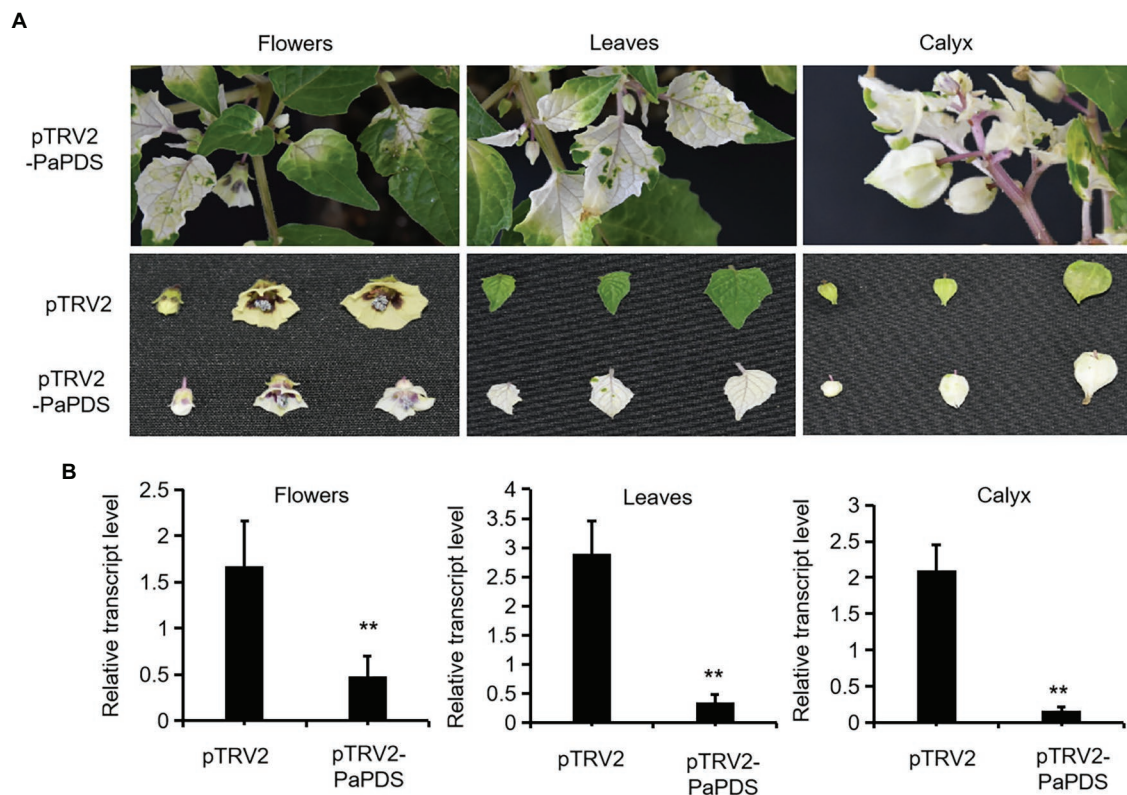 A
Flowers
Leaves
Calyx
pTRV2
-PaPDS
pTRV2
pTRV2
-PaPDS
B
Relative transcript level
2.5
2
1.5
1
0.5
0
Flowers
**
pTRV2
pTRV2-
PaPDS
Relative transcript level
4
3.5
3
2.5
2
1.5
1
0.5
0
Leaves
**
pTRV2
pTRV2-
PaPDS
Relative transcript level
3
2.5
2
1.5
1
0.5
0
Calyx
**
pTRV2
pTRV2-
PaPDS